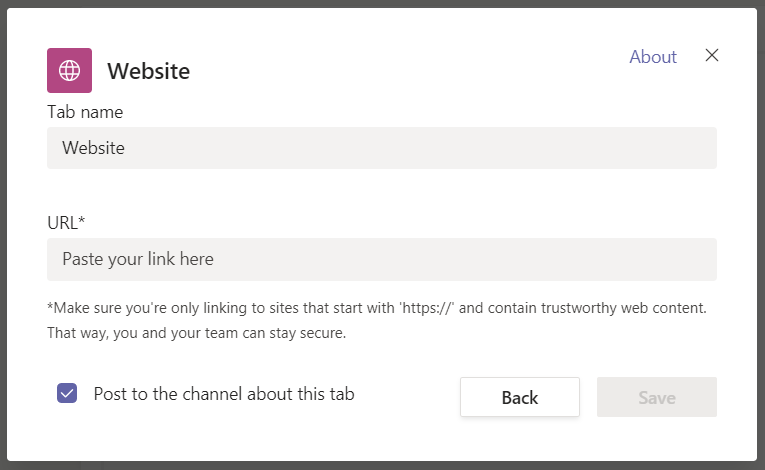 Website
About
Tab name
Website
URL*
Paste your link here
*Make sure you're only linking to sites that start with 'https://' and contain trustworthy web content.
That way, you and your team can stay secure.
Post to the channel about this tab
Back
Save